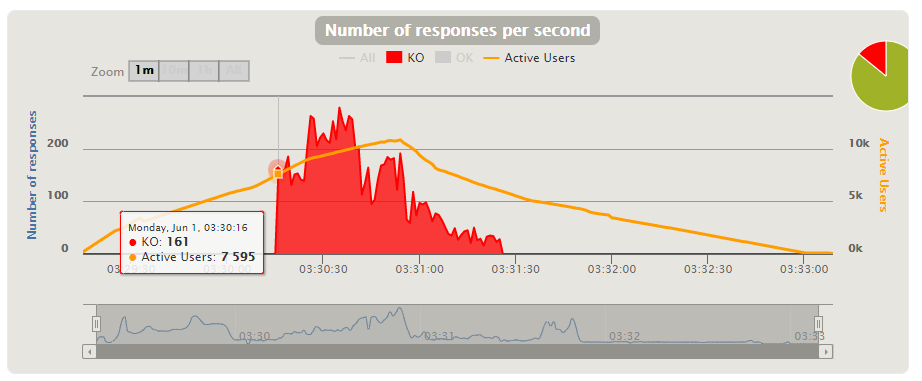 Number of responses per second
All KO OK Active Users
Zoom 1m 10m 1h All
Number of responses
200
100
0
10k
5k
0k
Active Users
Monday, Jun 1, 03:30:16
KO: 161
Active Users: 7 595
03:29:30 03:30:00 03:30:30 03:31:00 03:31:30 03:32:00 03:32:30 03:33:00
03:30 03:31 03:32 03:33